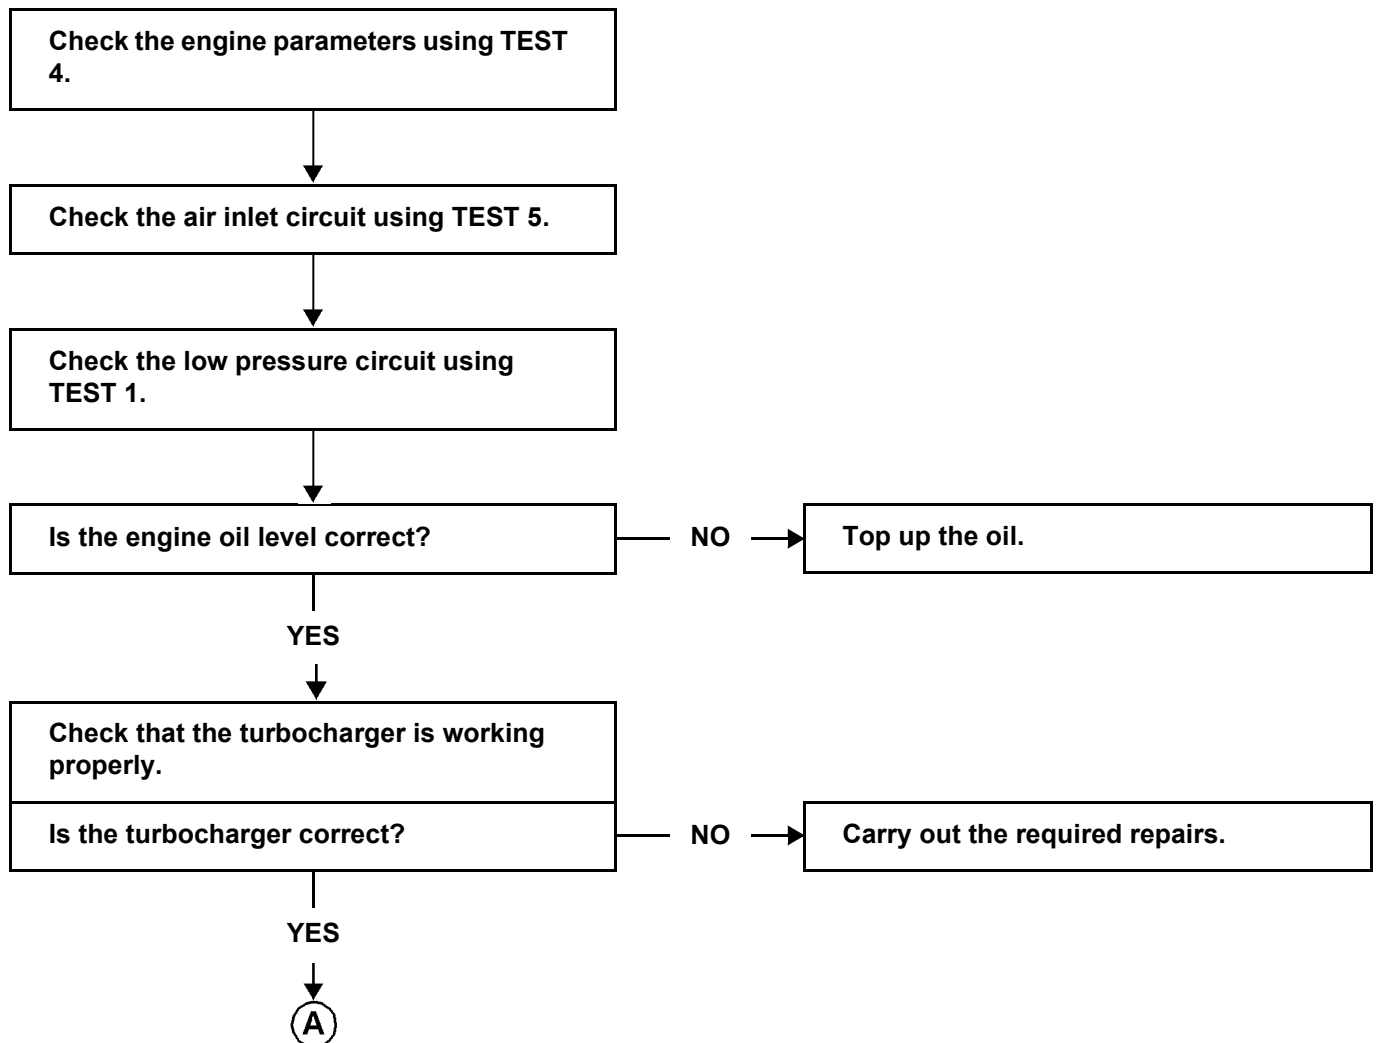 Check the engine parameters using TEST
4.
Check the air inlet circuit using TEST 5.
Check the low pressure circuit using
TEST 1.
Is the engine oil level correct?
NO
Top up the oil.
YES
Check that the turbocharger is working
properly.
Is the turbocharger correct?
NO
Carry out the required repairs.
YES
A